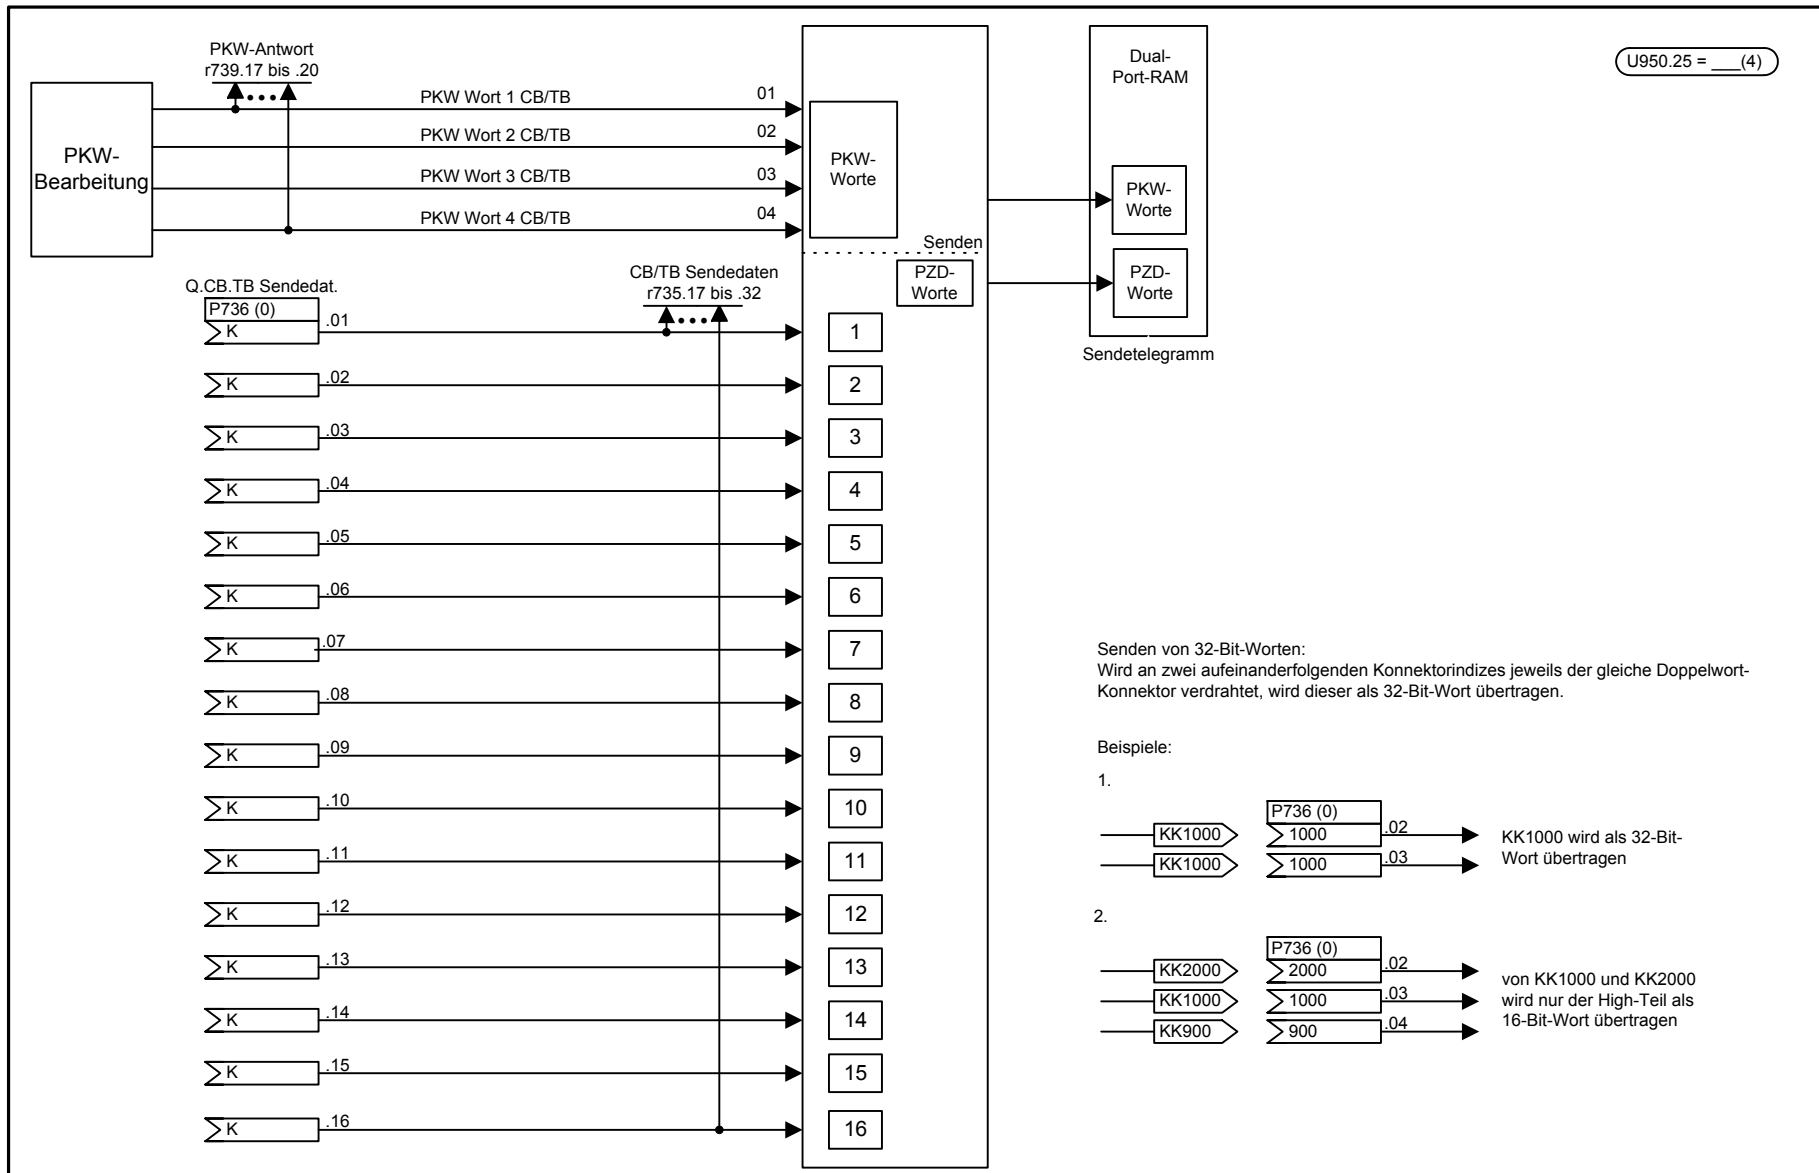 PKW-Antwort
r739.17 bis .20
Dual-
Port-RAM
U950.25 = ___(4)
PKW-
Bearbeitung
PKW Wort 1 CB/TB 01
PKW Wort 2 CB/TB 02
PKW Wort 3 CB/TB 03
PKW Wort 4 CB/TB 04
PKW-
Worte
PKW-
Worte
Senden
PZD-
Worte
PZD-
Worte
Sendetelegramm
Q.CB.TB Sendedat.
P736 (0)
CB/TB Sendedaten
r735.17 bis .32
K .01 1
K .02 2
K .03 3
K .04 4
K .05 5
K .06 6
K .07 7
K .08 8
K .09 9
K .10 10
K .11 11
K .12 12
K .13 13
K .14 14
K .15 15
K .16 16
Senden von 32-Bit-Worten:
Wird an zwei aufeinanderfolgenden Konnektorindizes jeweils der gleiche Doppelwort-
Konnektor verdrahtet, wird dieser als 32-Bit-Wort übertragen.
Beispiele:
1.
P736 (0)
KK1000 1000 .02
KK1000 1000 .03
KK1000 wird als 32-Bit-
Wort übertragen
2.
P736 (0)
KK2000 2000 .02
KK1000 1000 .03
KK900 900 .04
von KK1000 und KK2000
wird nur der High-Teil als
16-Bit-Wort übertragen